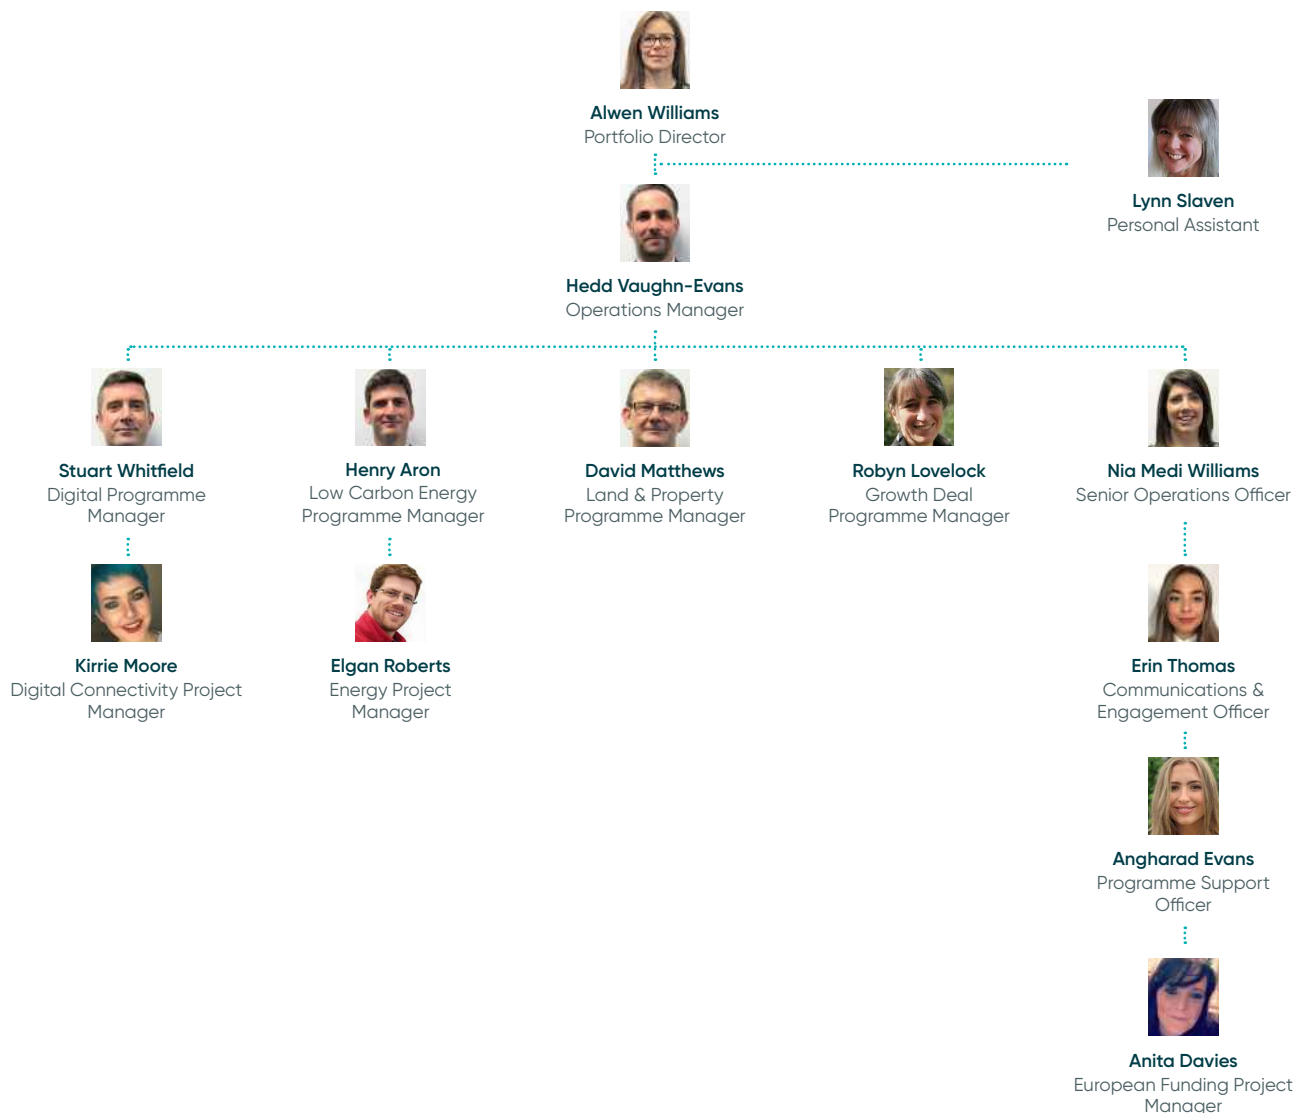 Alwen Williams
Portfolio Director
Lynn Slaven
Personal Assistant
Hedd Vaughn-Evans
Operations Manager
Stuart Whitfield
Digital Programme
Manager
Henry Aron
Low Carbon Energy
Programme Manager
David Matthews
Land & Property
Programme Manager
Robyn Lovelock
Growth Deal
Programme Manager
Nia Medi Williams
Senior Operations Officer
Kirrie Moore
Digital Connectivity Project
Manager
Elgan Roberts
Energy Project
Manager
Erin Thomas
Communications &
Engagement Officer
Angharad Evans
Programme Support
Officer
Anita Davies
European Funding Project
Manager